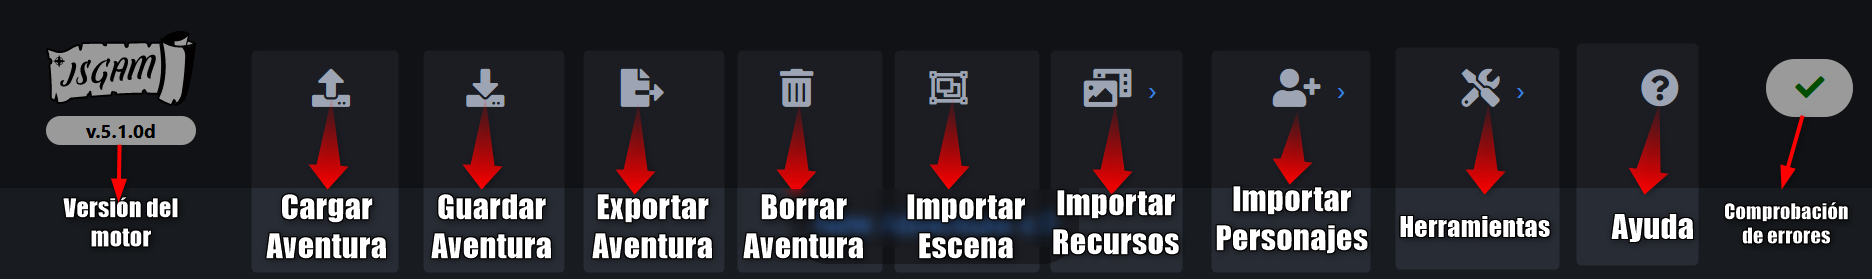 JSGAM
v.5.1.0d
Versión del
motor
Cargar
Aventura
Guardar
Aventura
Exportar
Aventura
Borrar
Aventura
Importar
Escena
Importar
Recursos
Importar
Personajes
Herramientas
Ayuda
Comprobación
de errores